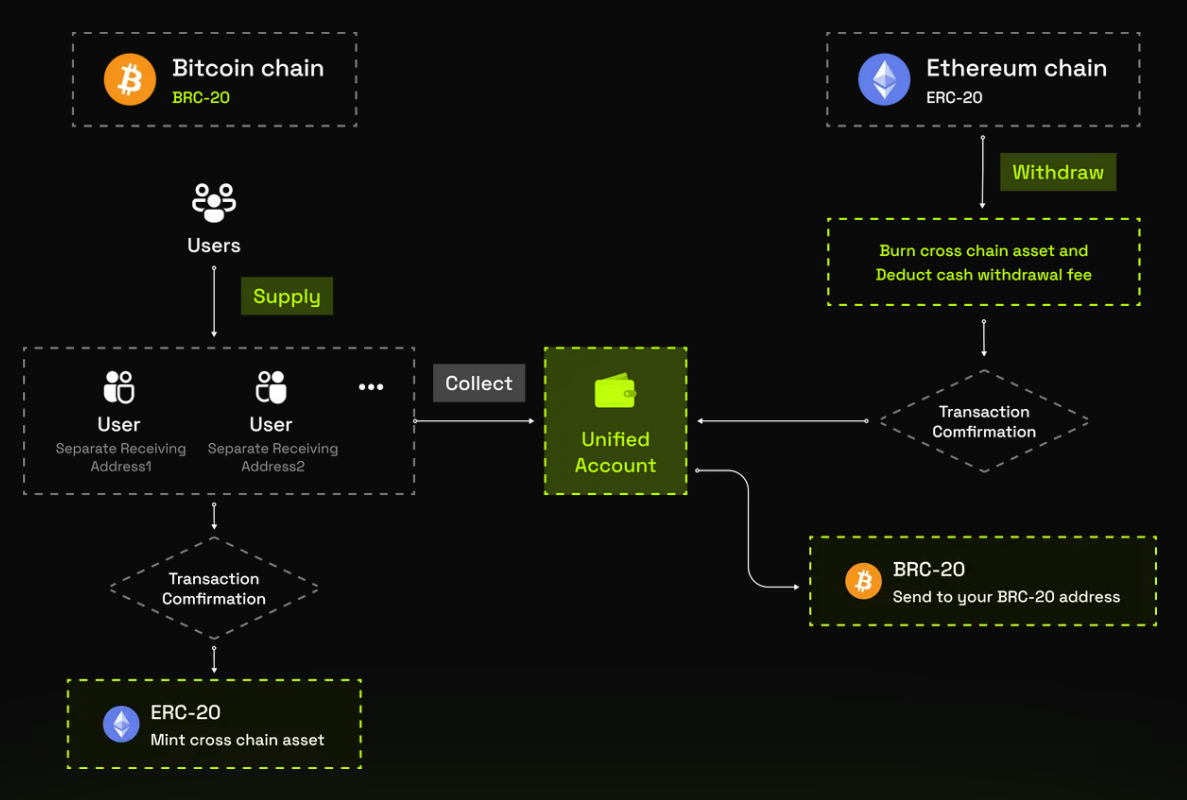 Bitcoin chain
BRC-20
Ethereum chain
ERC-20
Withdraw
Users
Supply
Burn cross chain asset and
Deduct cash withdrawal fee
User
Separate Receiving
Address1
User
Separate Receiving
Address2
Collect
Unified
Account
Transaction
Comfirmation
Transaction
Comfirmation
BRC-20
Send to your BRC-20 address
ERC-20
Mint cross chain asset